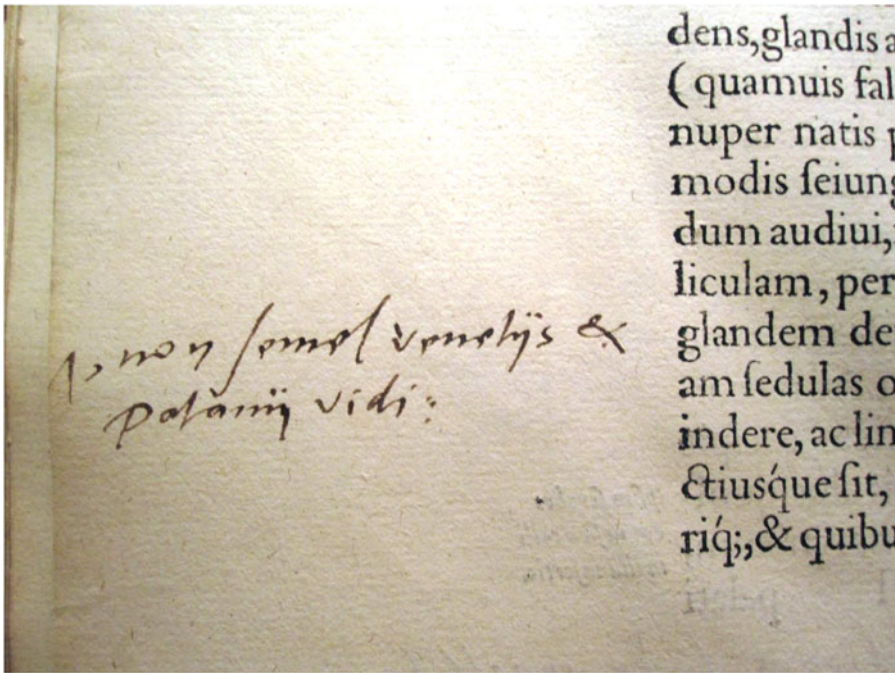 dens, glandis a
( quamuis fal
nuper natis p
modis ſeiung
dum audiui,
liculam, per
glandem de
am ſedulas o
indere, ac lin
ctiuśque ſit,
riq́;, & quibu
non ſemel venetijs &
Patauij vidi: